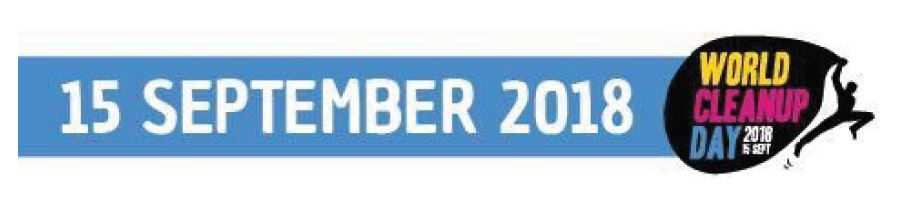 15 SEPTEMBER 2018
WORLD
CLEANUP
DAY 2018
15 SEPT